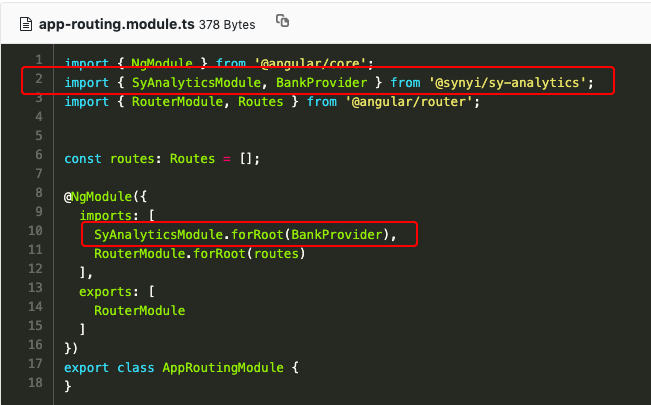 app-routing.module.ts 378 Bytes
1 import { NgModule } from '@angular/core';
2 import { SyAnalyticsModule, BankProvider } from '@synyi/sy-analytics';
3 import { RouterModule, Routes } from '@angular/router';
4
5
6 const routes: Routes = [];
7
8 @NgModule({
9   imports: [
10     SyAnalyticsModule.forRoot(BankProvider),
11     RouterModule.forRoot(routes)
12   ],
13   exports: [
14     RouterModule
15   ]
16 })
17 export class AppRoutingModule {
18 }